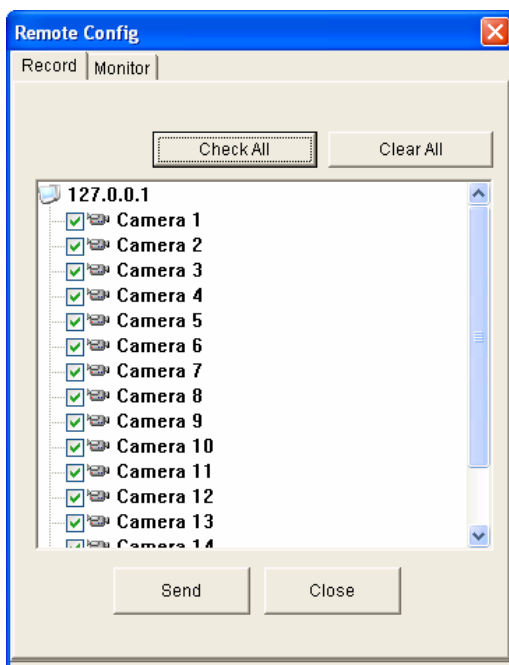 Remote Config
Record Monitor
Check All Clear All
127.0.0.1
Camera 1
Camera 2
Camera 3
Camera 4
Camera 5
Camera 6
Camera 7
Camera 8
Camera 9
Camera 10
Camera 11
Camera 12
Camera 13
Camera 14
Send Close